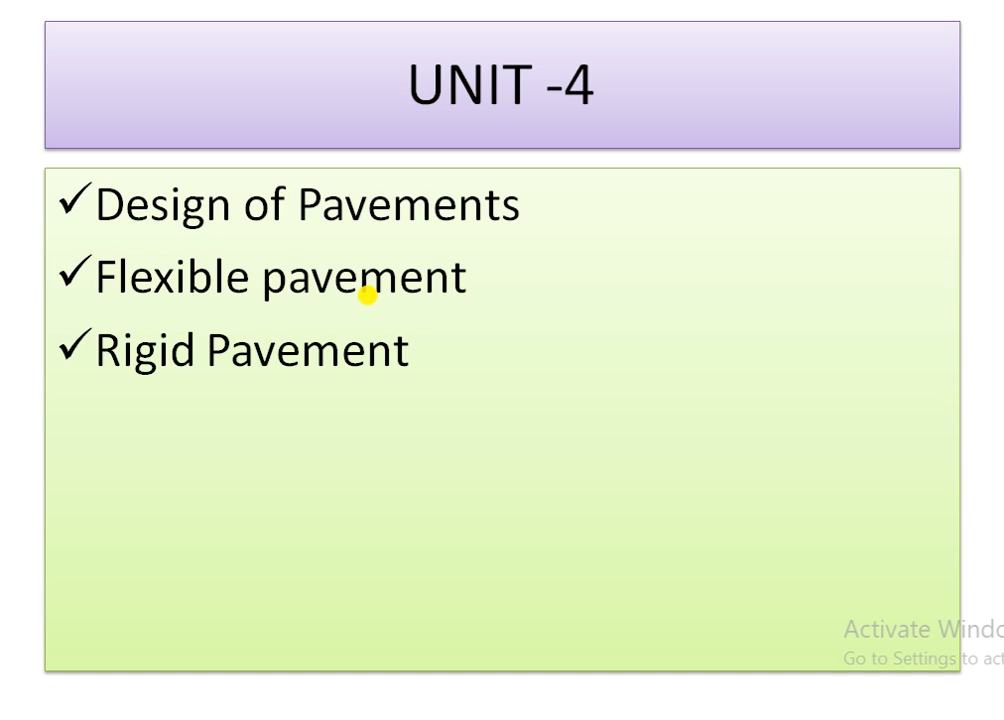 UNIT -4
✓Design of Pavements
✓Flexible pavement
✓Rigid Pavement
Activate Windo
Go to Settings to act